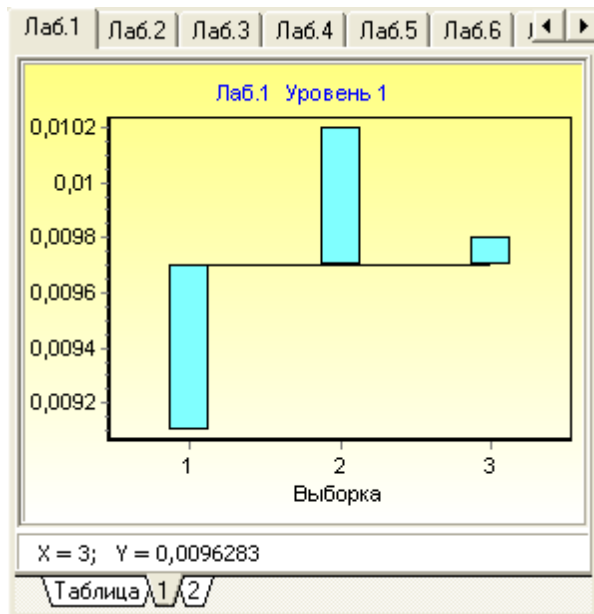 Лаб.1 Лаб.2 Лаб.3 Лаб.4 Лаб.5 Лаб.6
Лаб.1 Уровень 1
0,0102
0,01
0,0098
0,0096
0,0094
0,0092
1 2 3
Выборка
X = 3; Y = 0,0096283
Таблица 1 2